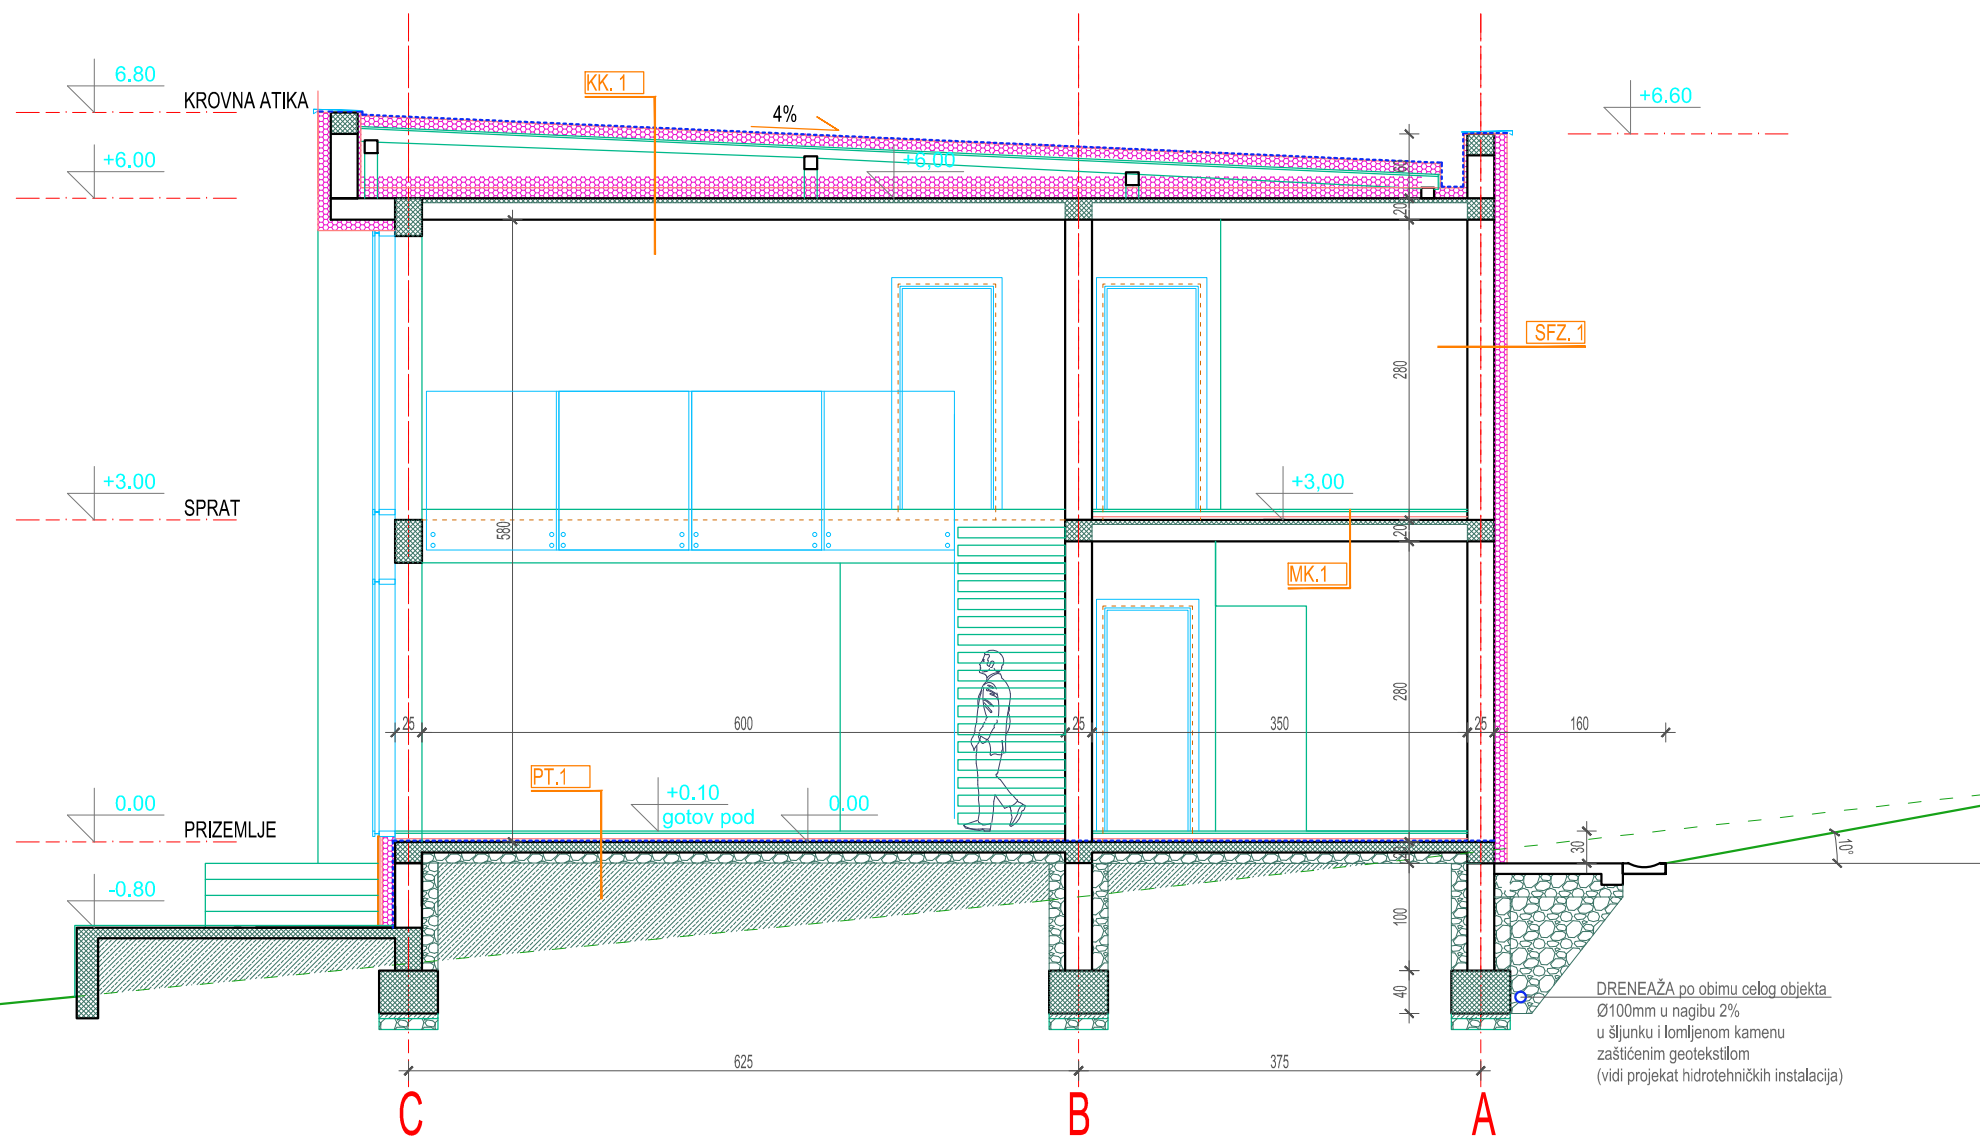 6.80
KROVNA ATIKA
KK. 1
4%
+6.60
+6.00
+6,00
20
SFZ. 1
280
+3.00
SPRAT
+3,00
580
20
MK.1
280
25
600
25
350
25
160
PT.1
+0.10
gotov pod
0.00
0.00
PRIZEMLJE
30
10°
-0.80
100
40
DRENEAŽA po obimu celog objekta
Ø100mm u nagibu 2%
u šljunku i lomljenom kamenu
zaštićenim geotekstilom
(vidi projekat hidrotehničkih instalacija)
625
375
C
B
A